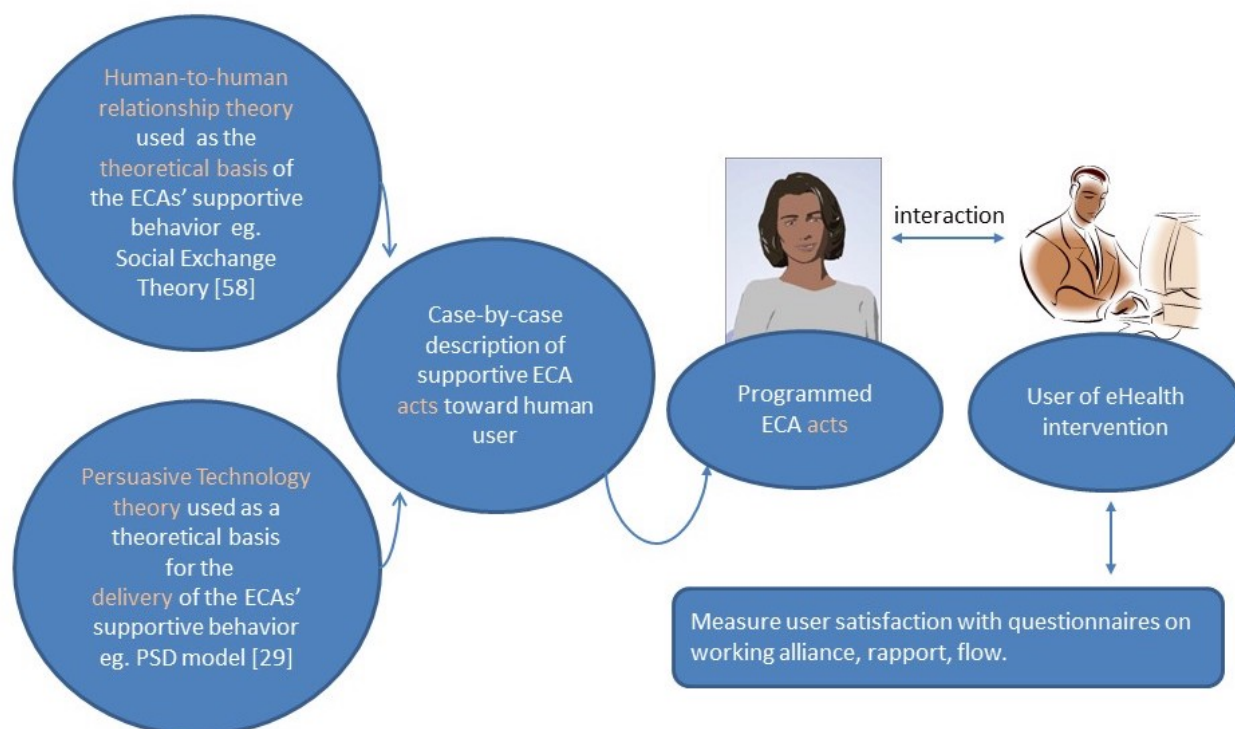 Human-to-human
relationship theory
used as the
theoretical basis of
the ECAs' supportive
behavior eg.
Social Exchange
Theory [58]
Persuasive Technology
theory used as a
theoretical basis
for the
delivery of the ECAs'
supportive behavior
eg. PSD model [29]
Case-by-case
description of
supportive ECA
acts toward human
user
Programmed
ECA acts
interaction
User of eHealth
intervention
Measure user satisfaction with questionnaires on
working alliance, rapport, flow.